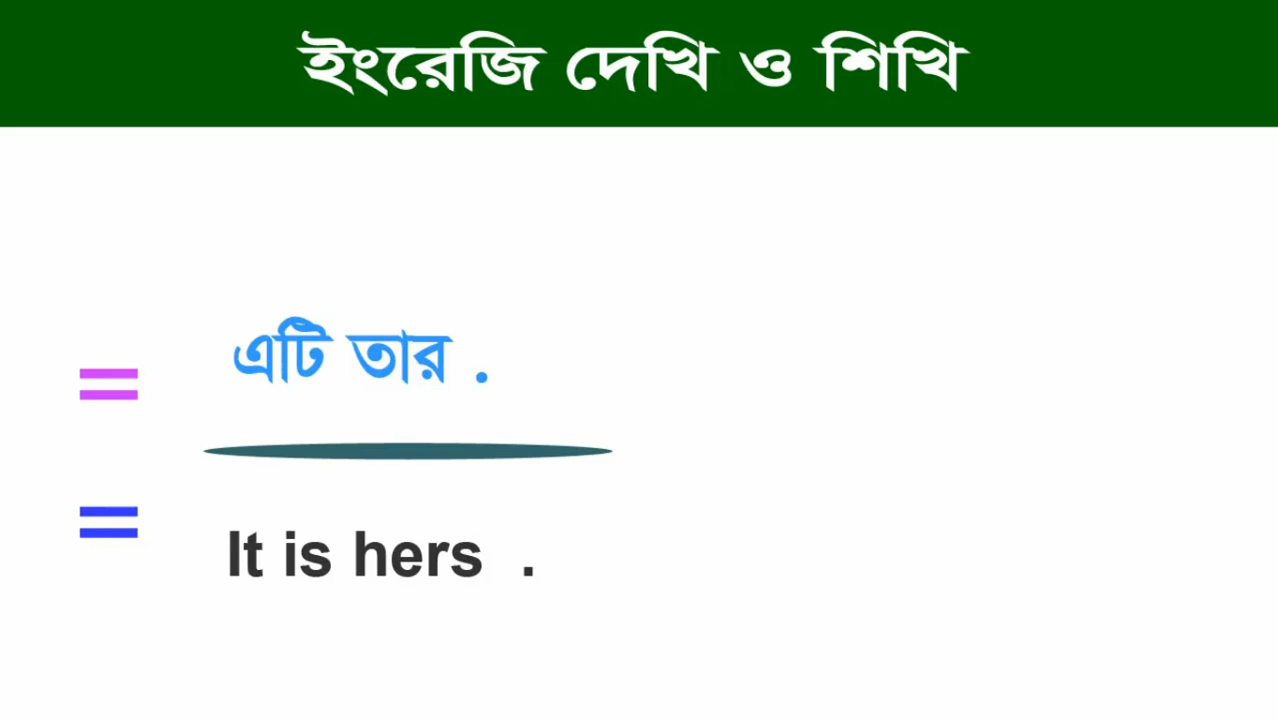 ইংরেজি দেখি ও শিখি
= এটি তার .
= It is hers .